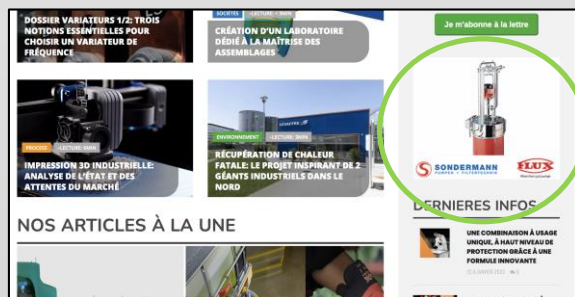 DOSSIER VARIATEURS 1/2: TROIS
NOTIONS ESSENTIELLES POUR
CHOISIR UN VARIATEUR DE
FRÉQUENCE
SOCIÉTÉS -LECTURE: 3MIN
CRÉATION D'UN LABORATOIRE
DÉDIÉ À LA MAÎTRISE DES
ASSEMBLAGES
PROCESS -LECTURE: 5MIN
IMPRESSION 3D INDUSTRIELLE:
ANALYSE DE L'ÉTAT ET DES
ATTENTES DU MARCHÉ
ENVIRONNEMENT -LECTURE: 3MIN
RÉCUPÉRATION DE CHALEUR
FATALE: LE PROJET INSPIRANT DE 2
GÉANTS INDUSTRIELS DANS LE
NORD
NOS ARTICLES À LA UNE
Je m'abonne à la lettre
SONDERMANN
PUMPEN + FILTERTECHNIK
FLUX
DERNIERES INFOS
UNE COMBINAISON À USAGE
UNIQUE, À HAUT NIVEAU DE
PROTECTION GRÂCE À UNE
FORMULE INNOVANTE